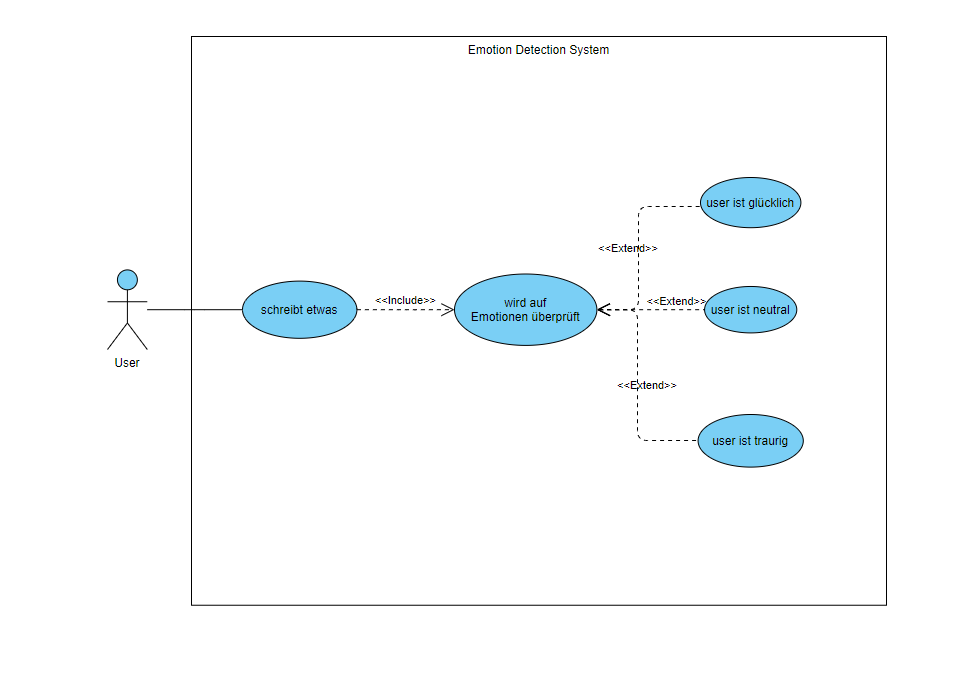 Emotion Detection System
user ist glücklich
<<Extend>>
<<Include>>
schreibt etwas
wird auf
Emotionen überprüft
<<Extend>>
user ist neutral
User
<<Extend>>
user ist traurig